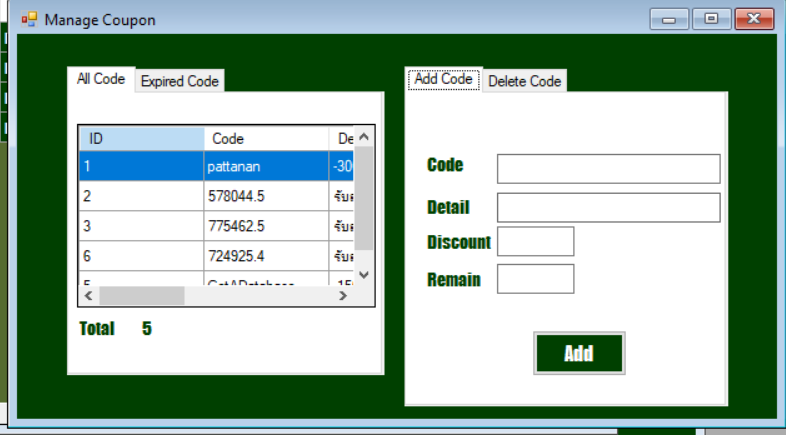 Manage Coupon
All Code Expired Code
ID Code De
1 pattanan -30
2 578044.5 รับ
3 775462.5 รับ
6 724925.4 รับ
5 GetADatabase -15
Total 5
Add Code Delete Code
Code
Detail
Discount
Remain
Add